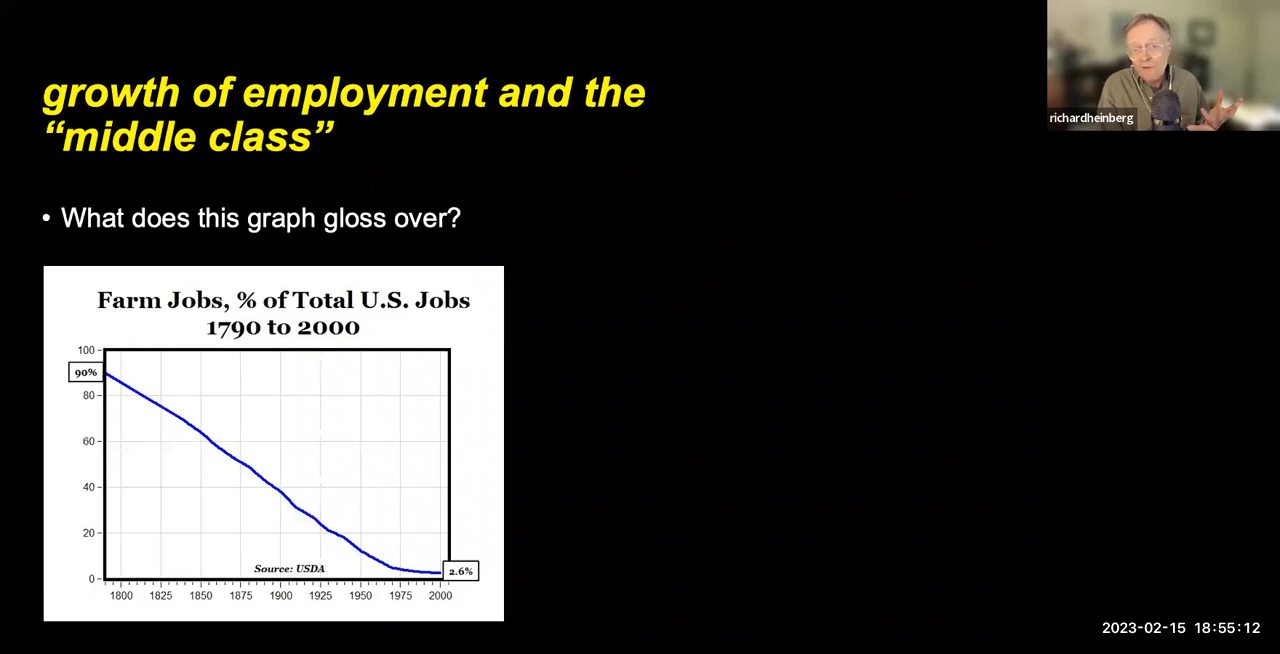 richardheinberg
growth of employment and the
“middle class”
• What does this graph gloss over?
Farm Jobs, % of Total U.S. Jobs
1790 to 2000
100
90%
80
60
40
20
0
Source: USDA
2.6%
1800 1825 1850 1875 1900 1925 1950 1975 2000
2023-02-15 18:55:12